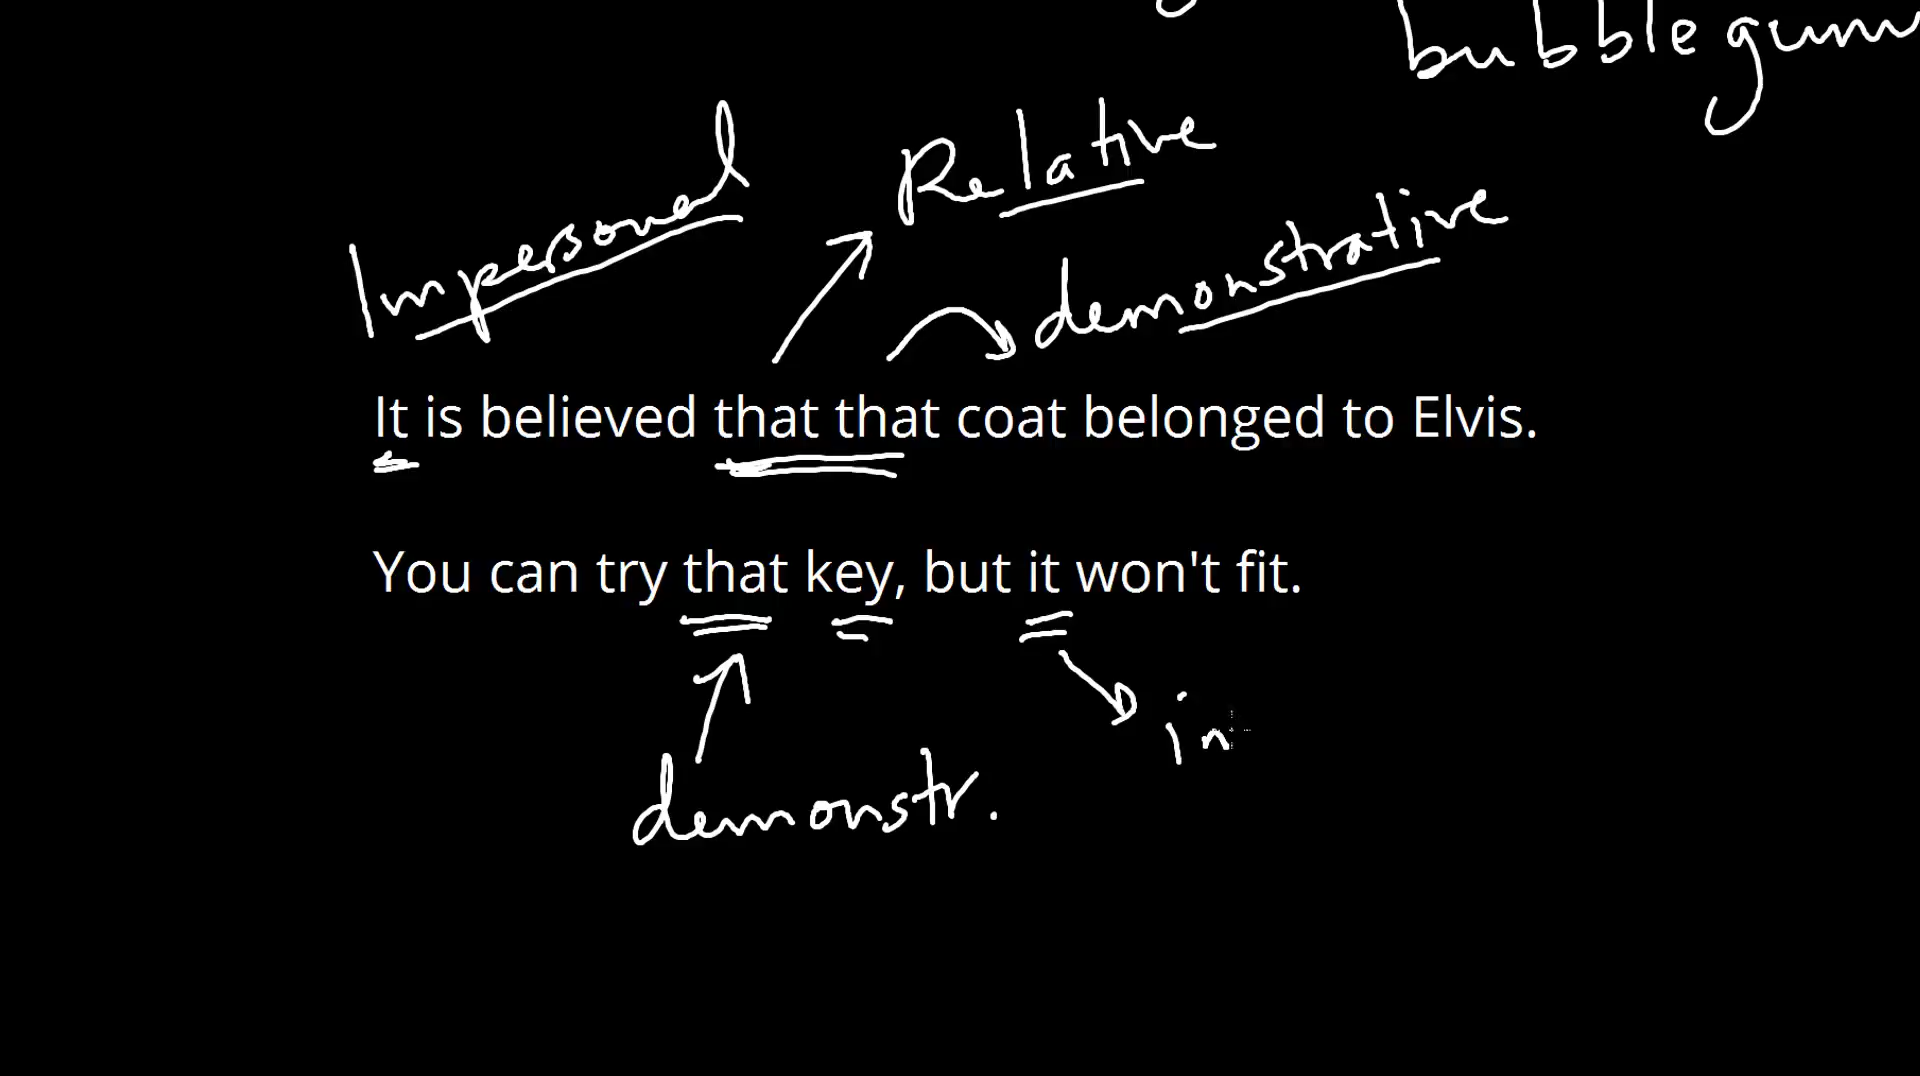 bubblegum
Impersonal
Relative
demonstrative
It is believed that that coat belonged to Elvis.
You can try that key, but it won't fit.
demonstr.
in